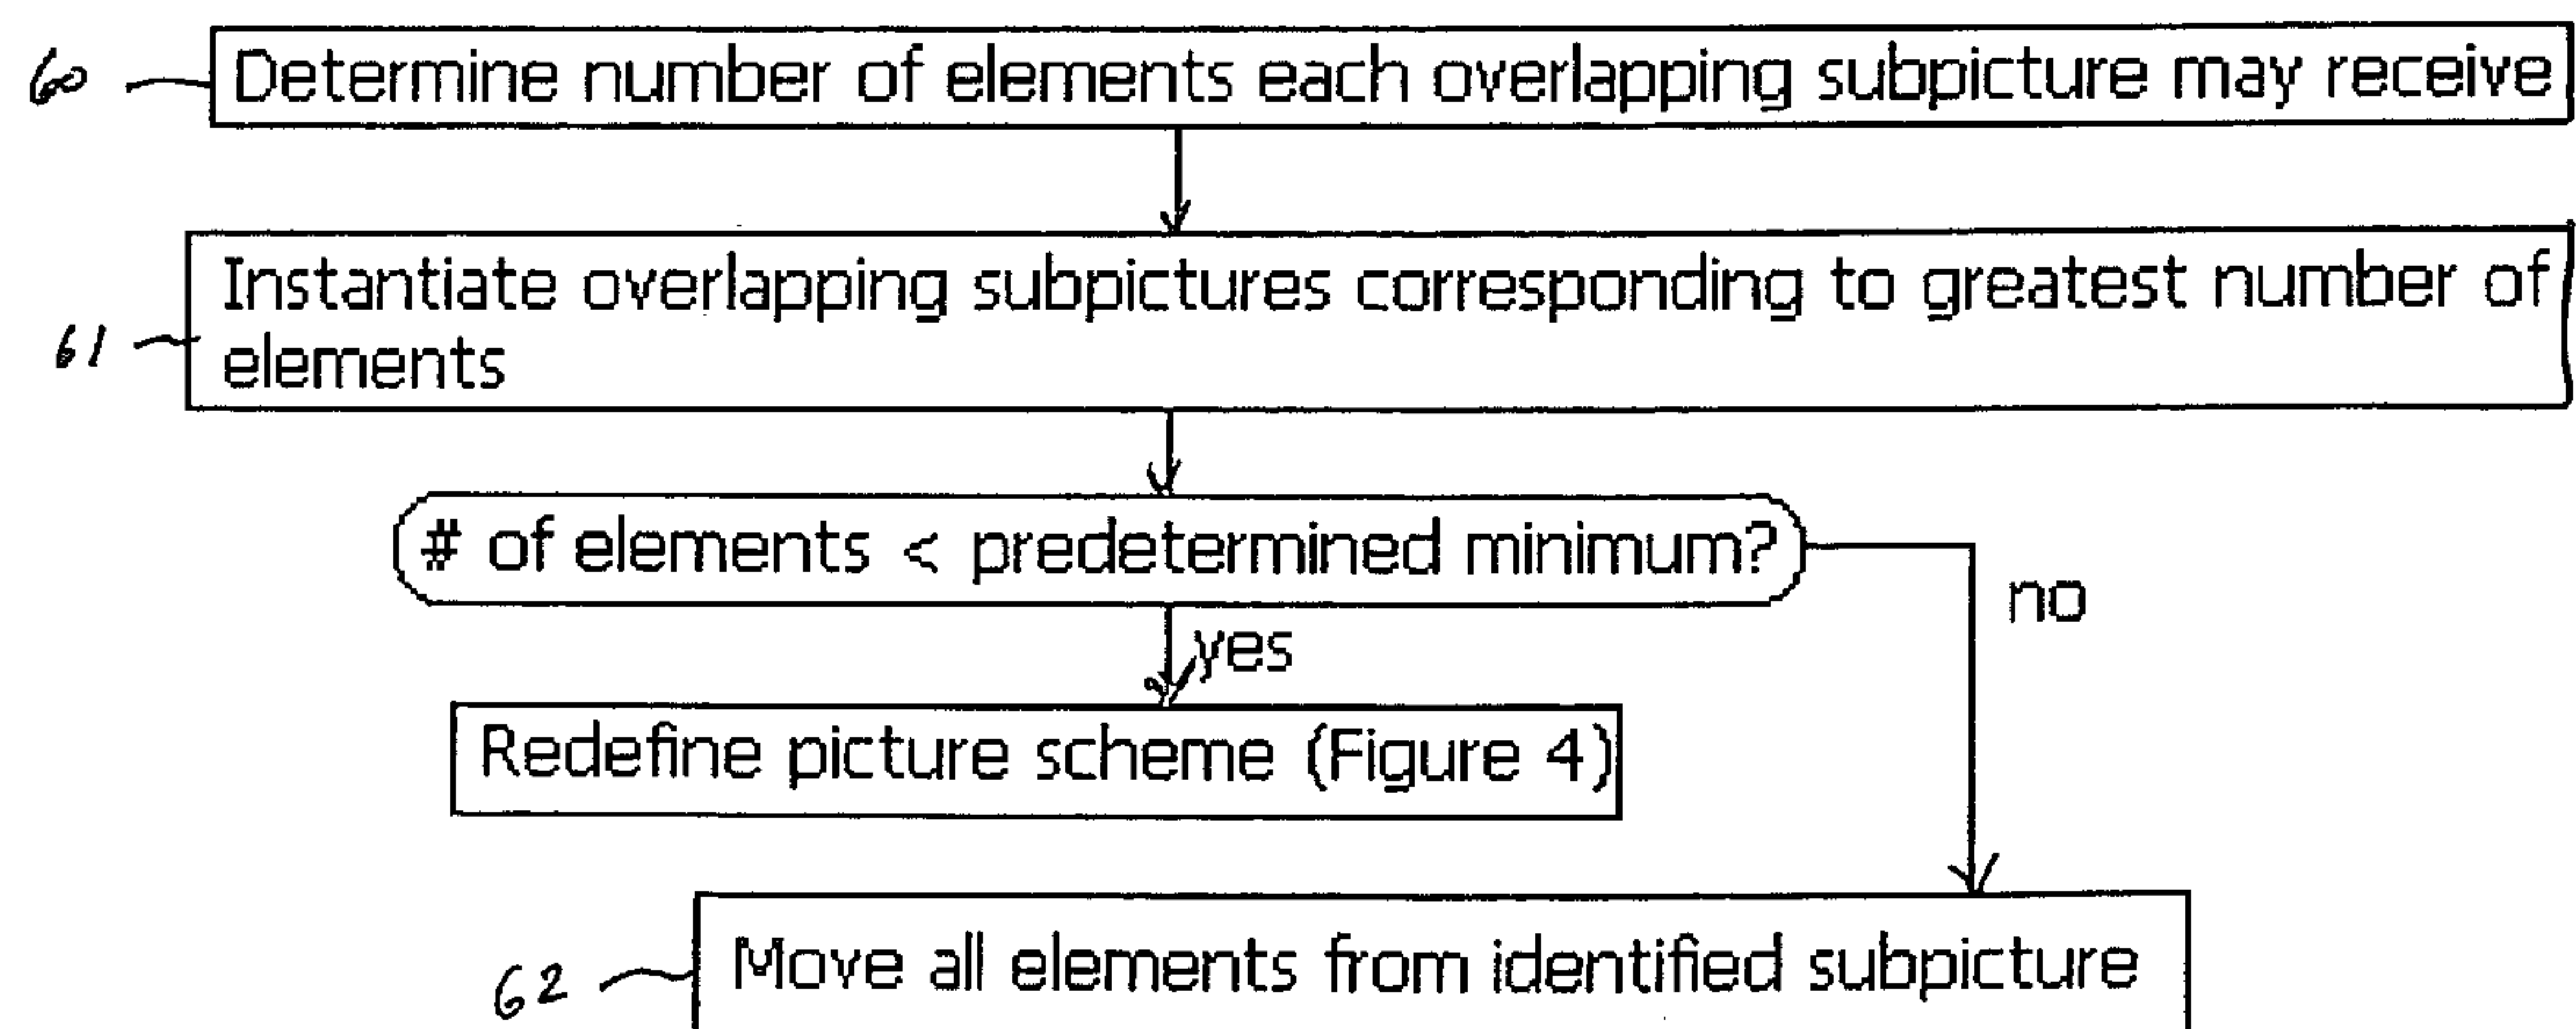 60 Determine number of elements each overlapping subpicture may receive
Instantiate overlapping subpictures corresponding to greatest number of
61 elements
# of elements < predetermined minimum?
no
yes
Redefine picture scheme (Figure 4)
62 Move all elements from identified subpicture